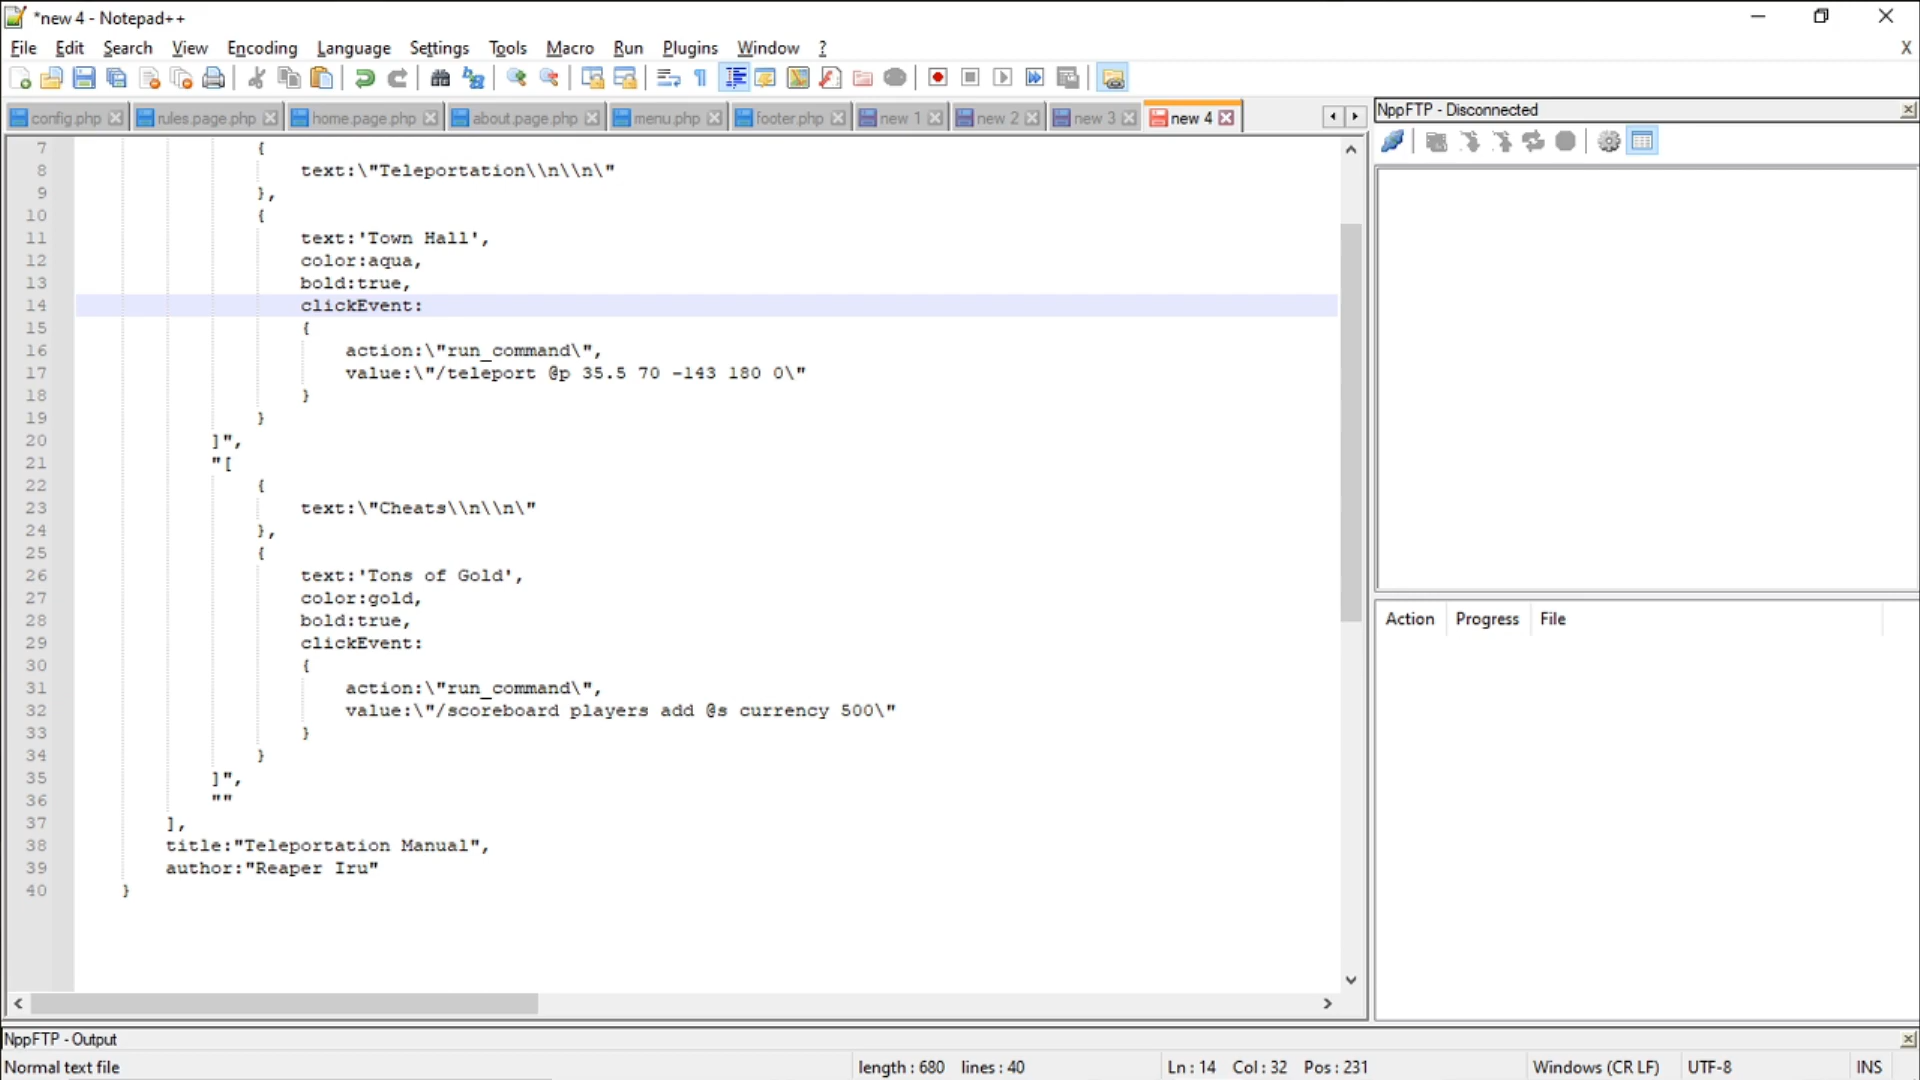 *new 4 - Notepad++
File Edit Search View Encoding Language Settings Tools Macro Run Plugins Window ? X
config.php rules.page.php home.page.php about.page.php menu.php footer.php new 1 new 2 new 3 new 4
NppFTP - Disconnected
7 {
8 text:\"Teleportation\\n\\n\"
9 },
10 {
11 text:'Town Hall',
12 color:aqua,
13 bold:true,
14 clickEvent:
15 {
16 action:\"run_command\",
17 value:\"/teleport @p 35.5 70 -143 180 0\"
18 }
19 }
20 ]",
21 "[
22 {
23 text:\"Cheats\\n\\n\"
24 },
25 {
26 text:'Tons of Gold',
27 color:gold,
28 bold:true,
29 clickEvent:
30 {
31 action:\"run_command\",
32 value:\"/scoreboard players add @s currency 500\"
33 }
34 }
35 ]",
36 ""
37 ],
38 title:"Teleportation Manual",
39 author:"Reaper Iru"
40 }
Action Progress File
NppFTP - Output
Normal text file length : 680 lines : 40 Ln : 14 Col : 32 Pos : 231 Windows (CR LF) UTF-8 INS